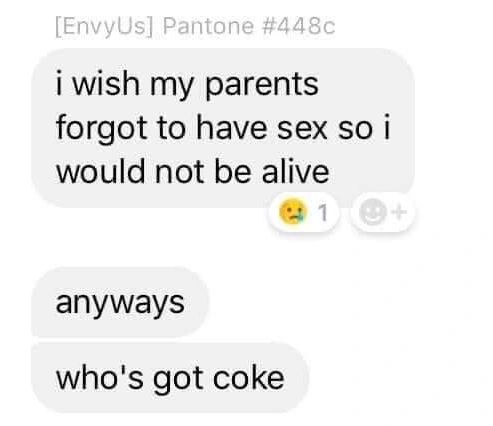 [EnvyUs] Pantone #448c
i wish my parents
forgot to have sex so i
would not be alive
1
anyways
who's got coke